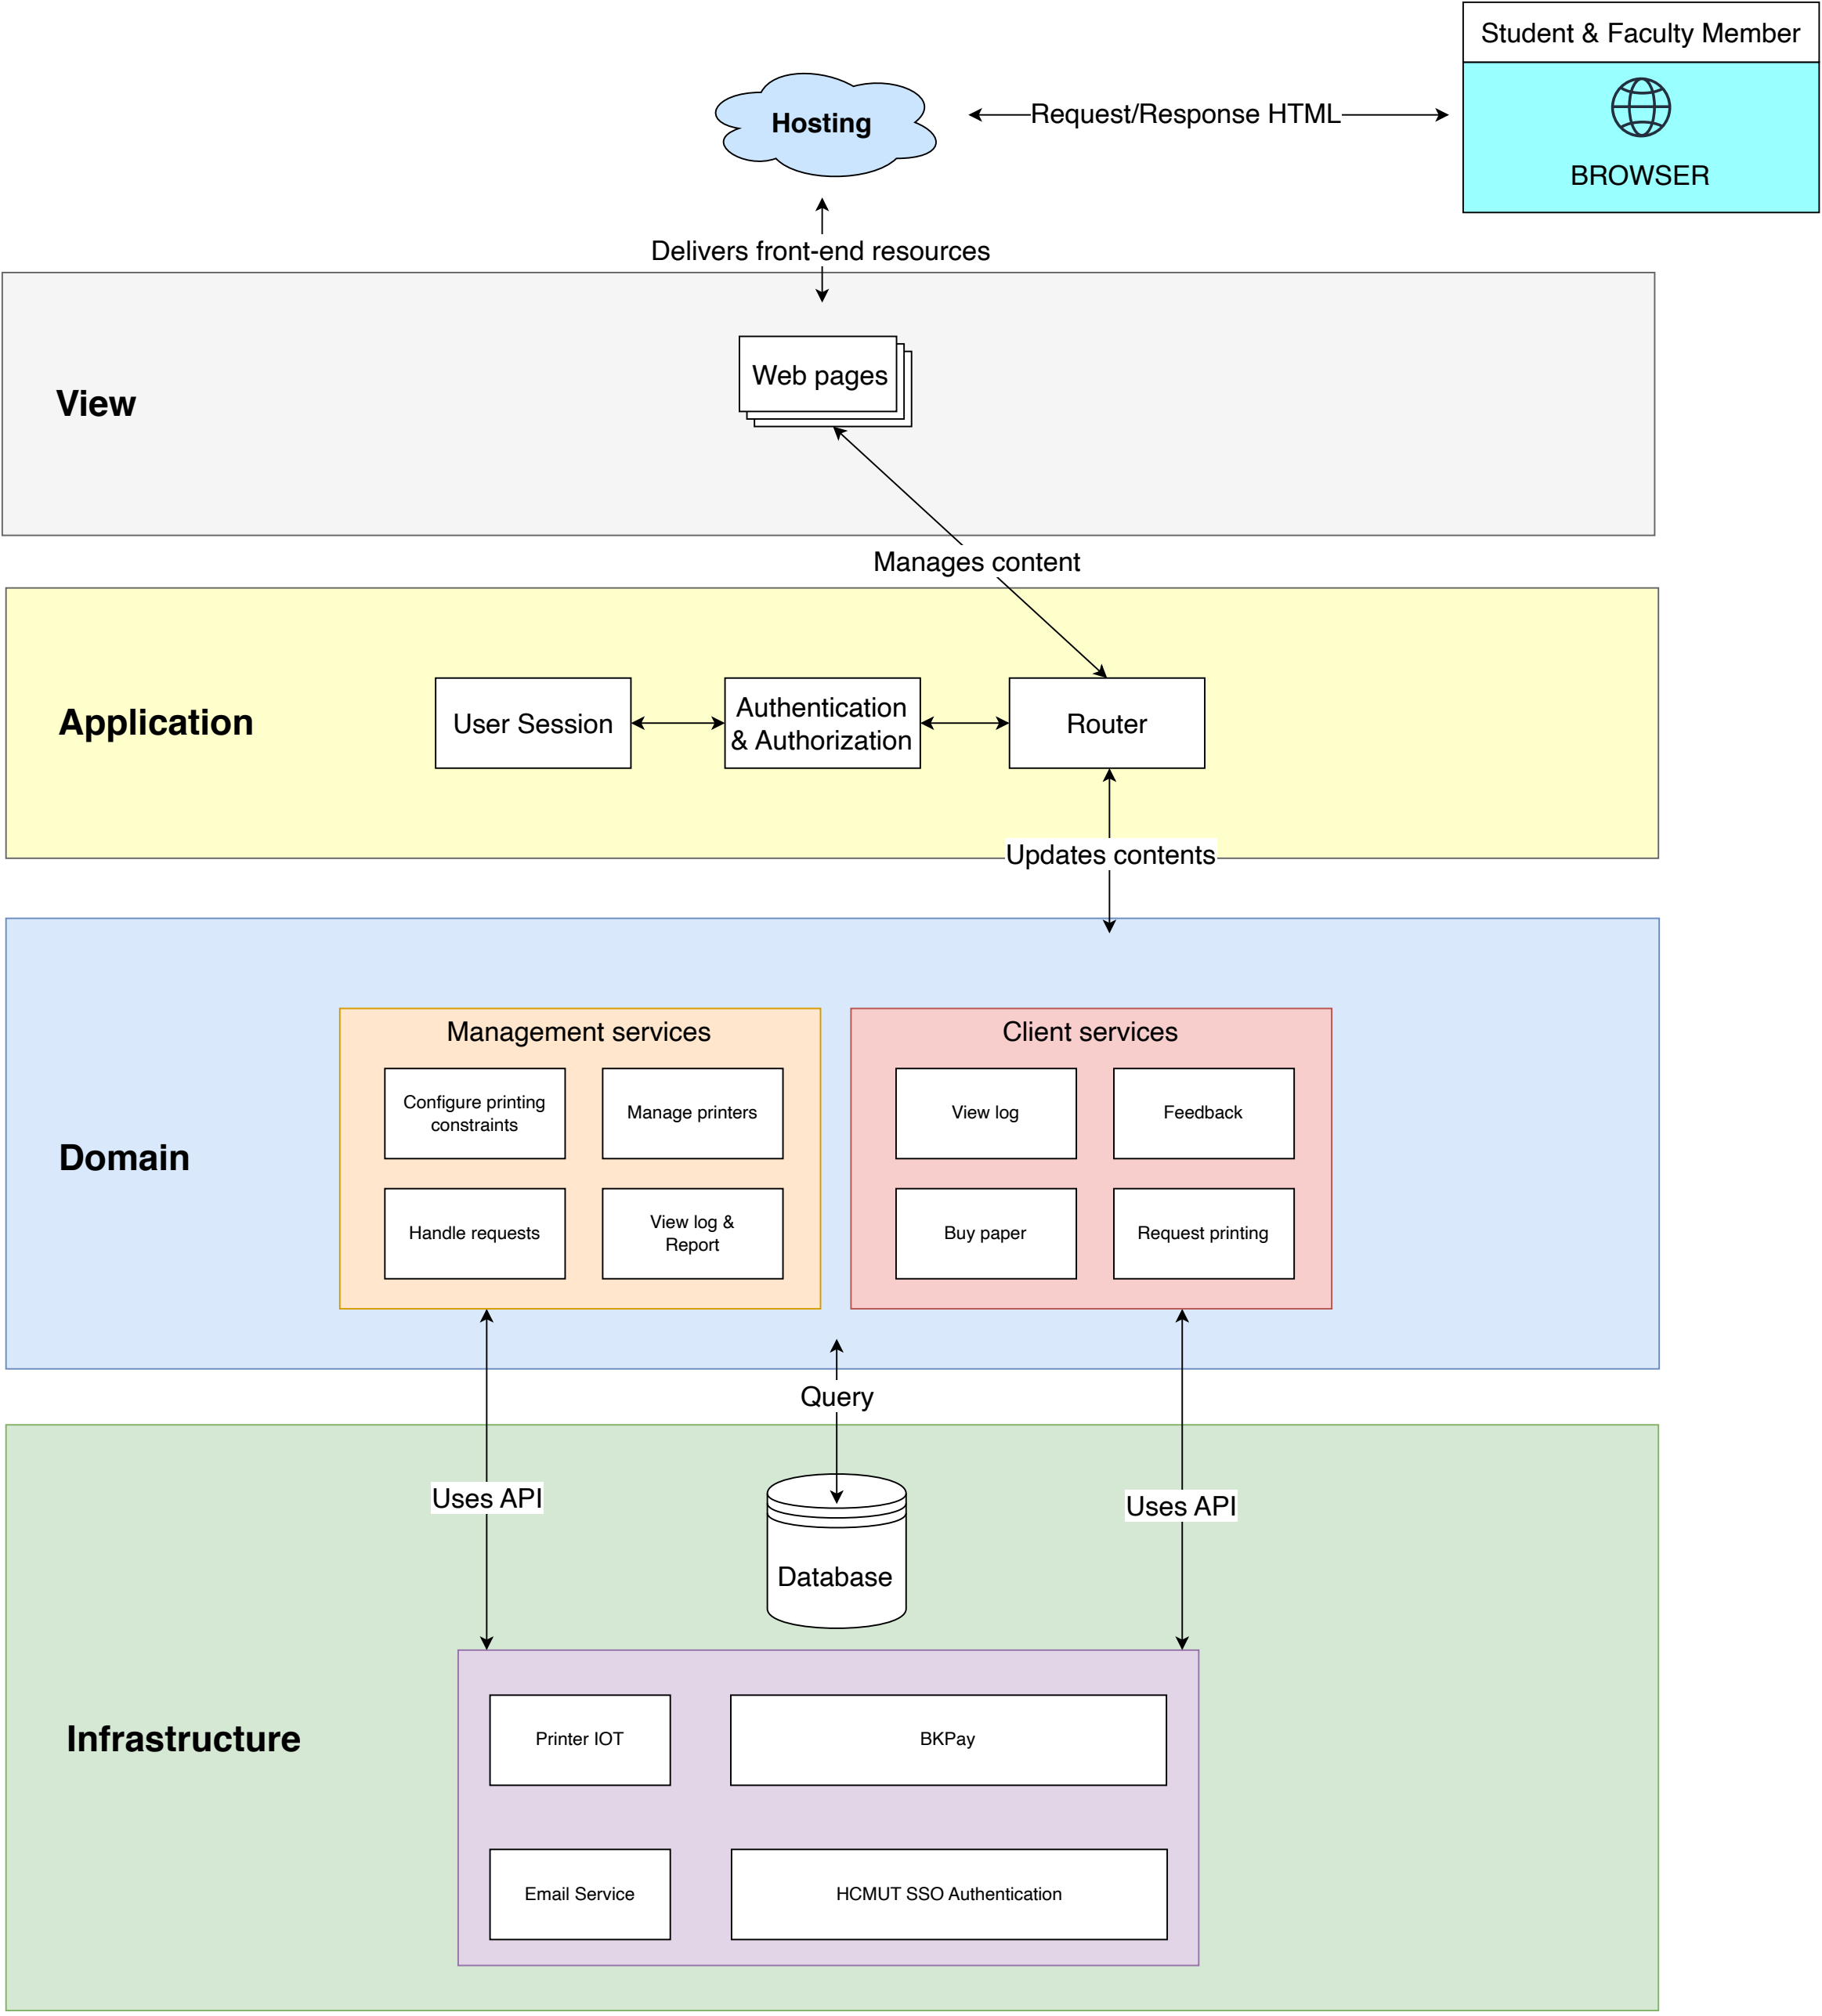 Student & Faculty Member
Hosting
Request/Response HTML
BROWSER
Delivers front-end resources
Web pages
View
Manages content
Application
User Session
Authentication
& Authorization
Router
Updates contents
Domain
Management services
Configure printing
constraints
Manage printers
Handle requests
View log &
Report
Client services
View log
Feedback
Buy paper
Request printing
Query
Uses API
Uses API
Database
Infrastructure
Printer IOT
BKPay
Email Service
HCMUT SSO Authentication